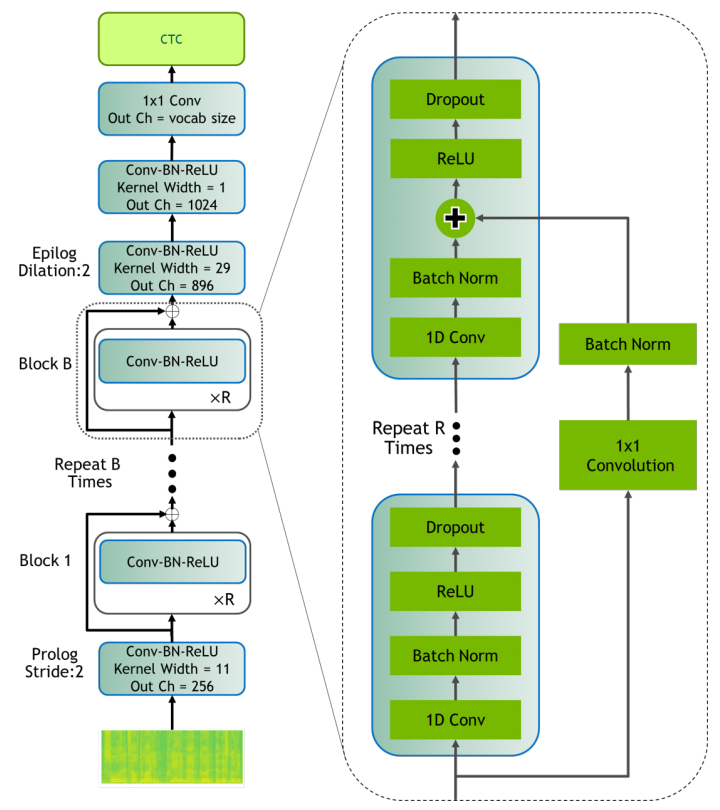 CTC
1x1 Conv
Out Ch = vocab size
Conv-BN-ReLU
Kernel Width = 1
Out Ch = 1024
Epilog
Dilation:2
Conv-BN-ReLU
Kernel Width = 29
Out Ch = 896
Block B
Conv-BN-ReLU
×R
Repeat B
Times
Block 1
Conv-BN-ReLU
×R
Prolog
Stride:2
Conv-BN-ReLU
Kernel Width = 11
Out Ch = 256
Dropout
ReLU
+
Batch Norm
1D Conv
Repeat R
Times
Dropout
ReLU
Batch Norm
1D Conv
Batch Norm
1x1
Convolution